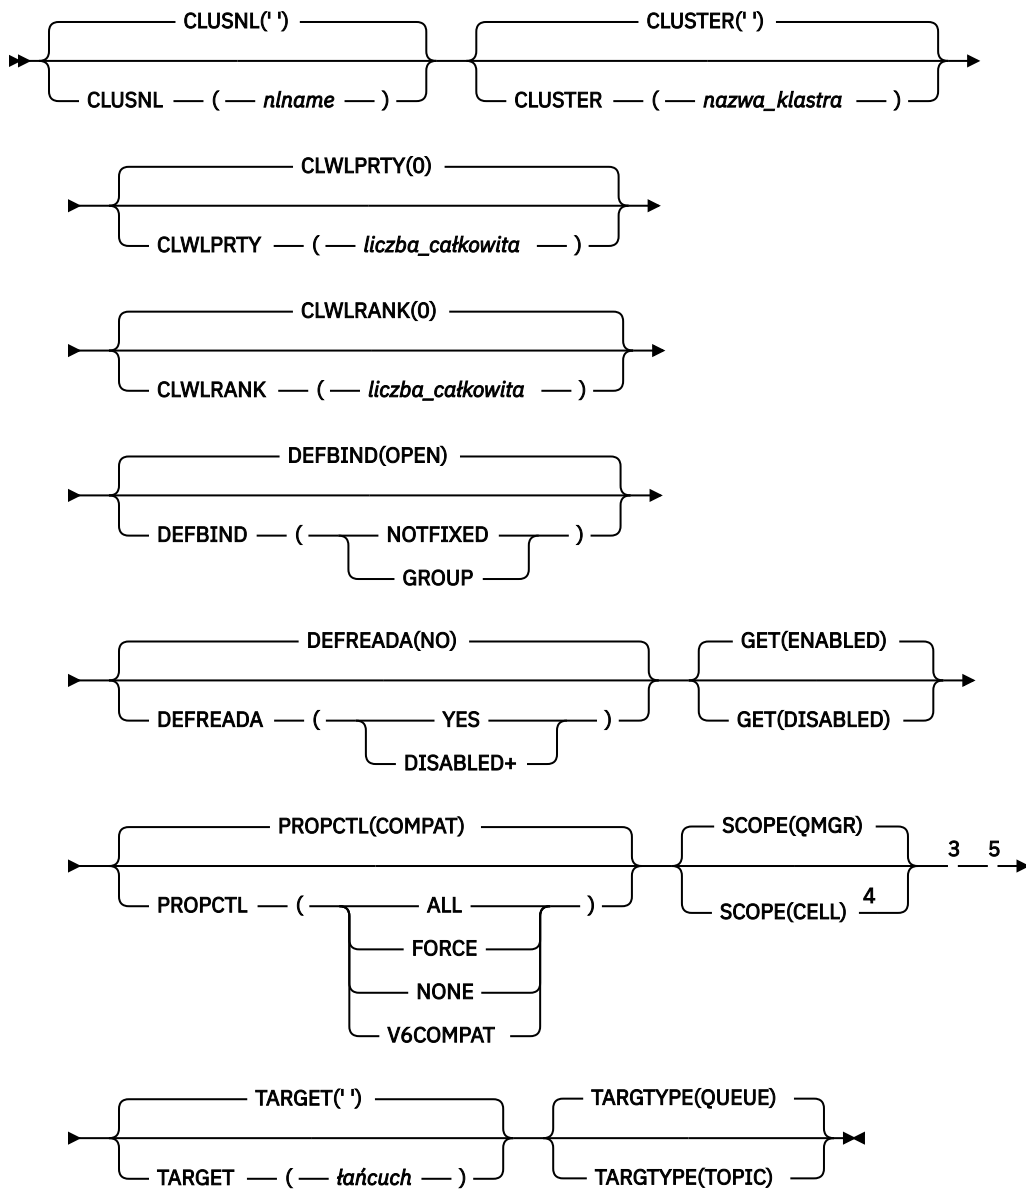 CLUSNL(' ') CLUSTER(' ')
CLUSNL ( nlname ) CLUSTER ( nazwa_klastra )
CLWLPRTY(0)
CLWLPRTY ( liczba_całkowita )
CLWLRANK(0)
CLWLRANK ( liczba_całkowita )
DEFBIND(OPEN)
DEFBIND ( NOTFIXED )
GROUP
DEFREADA(NO) GET(ENABLED)
DEFREADA ( YES ) GET(DISABLED)
DISABLED+
PROPCTL(COMPAT) SCOPE(QMGR)
3 5
PROPCTL ( ALL ) SCOPE(CELL) 4
FORCE
NONE
V6COMPAT
TARGET(' ') TARGTYPE(QUEUE)
TARGET ( łańcuch ) TARGTYPE(TOPIC)